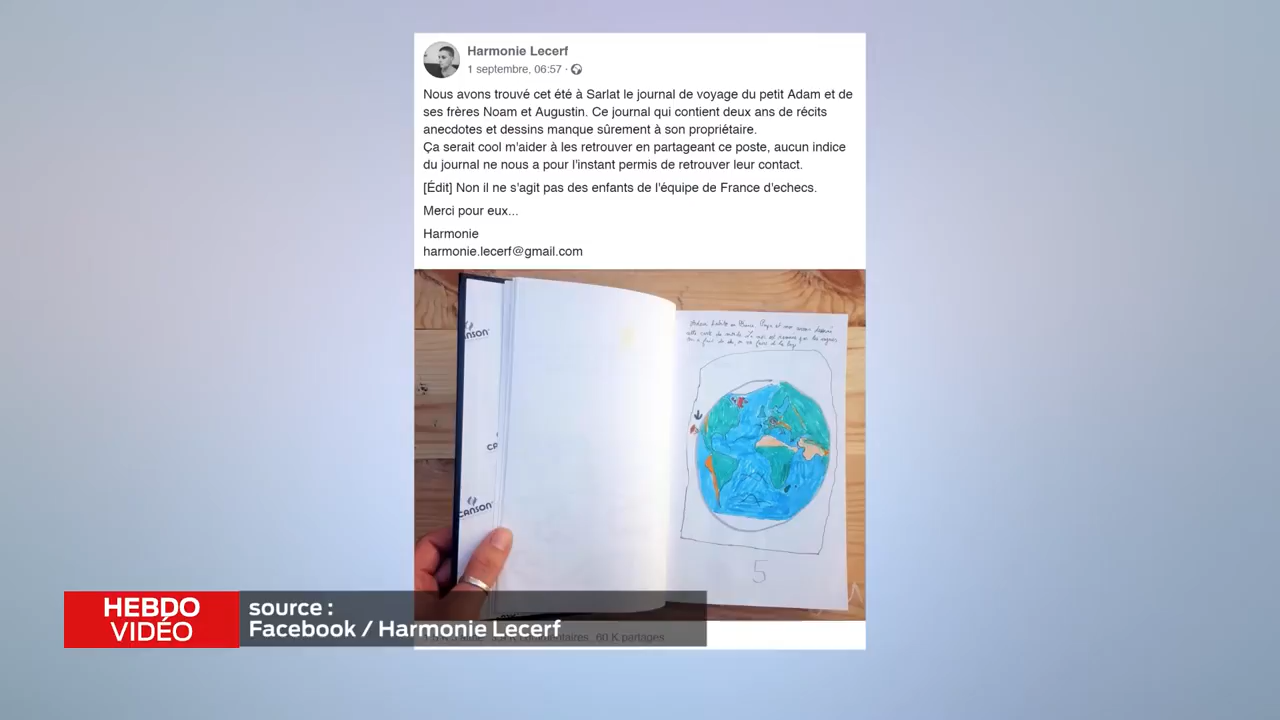 Harmonie Lecerf
1 septembre, 06:57 ·
Nous avons trouvé cet été à Sarlat le journal de voyage du petit Adam et de
ses frères Noam et Augustin. Ce journal qui contient deux ans de récits
anecdotes et dessins manque sûrement à son propriétaire.
Ça serait cool m'aider à les retrouver en partageant ce poste, aucun indice
du journal ne nous a pour l'instant permis de retrouver leur contact.
[Édit] Non il ne s'agit pas des enfants de l'équipe de France d'echecs.
Merci pour eux...
Harmonie
harmonie.lecerf@gmail.com
CANSON
5
HEBDO
VIDÉO
source :
Facebook / Harmonie Lecerf
commentaires 60 K partages